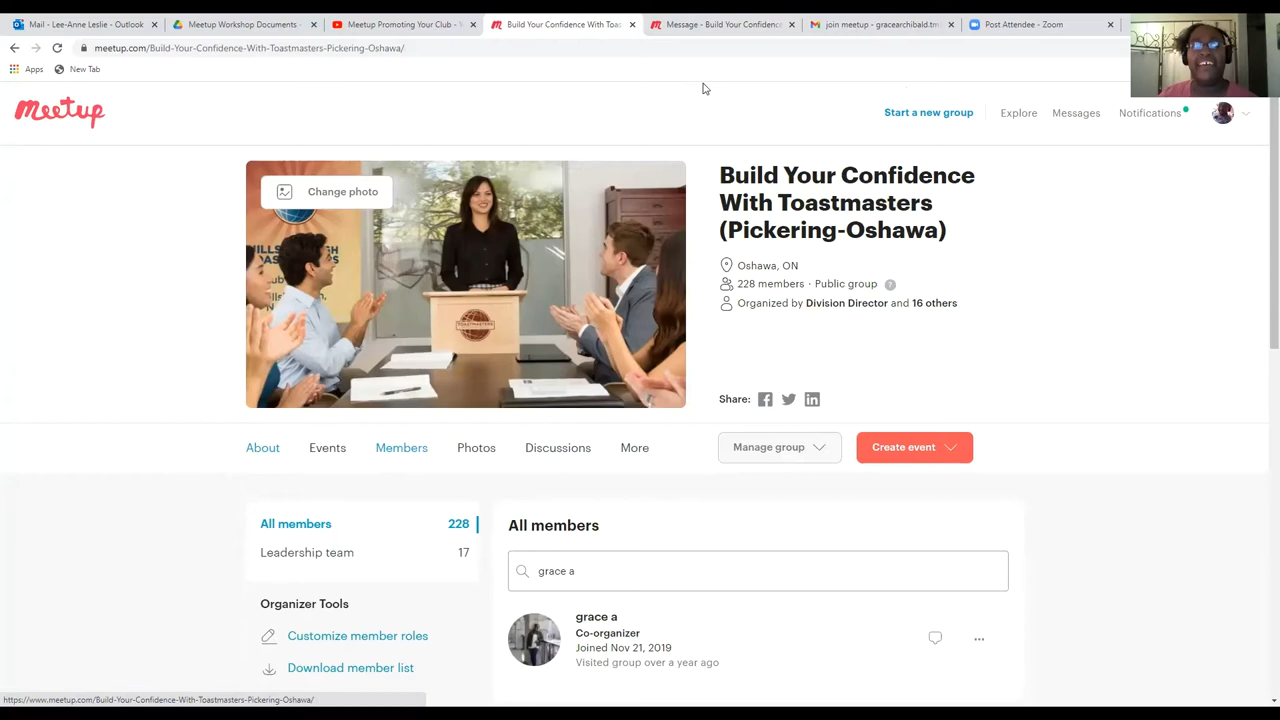 Mail - Lee-Anne Leslie - Outlook
Meetup Workshop Documents -
Meetup Promoting Your Club -
Build Your Confidence With Toas
Message - Build Your Confidence
join meetup - gracearchibald.tm
Post Attendee - Zoom
meetup.com/Build-Your-Confidence-With-Toastmasters-Pickering-Oshawa/
Apps
New Tab
meetup
Start a new group
Explore
Messages
Notifications
Change photo
TOASTMASTERS
Build Your Confidence
With Toastmasters
(Pickering-Oshawa)
Oshawa, ON
228 members · Public group ?
Organized by Division Director and 16 others
Share:
About
Events
Members
Photos
Discussions
More
Manage group
Create event
All members 228
Leadership team 17
Organizer Tools
Customize member roles
Download member list
All members
grace a
grace a
Co-organizer
Joined Nov 21, 2019
Visited group over a year ago
https://www.meetup.com/Build-Your-Confidence-With-Toastmasters-Pickering-Oshawa/